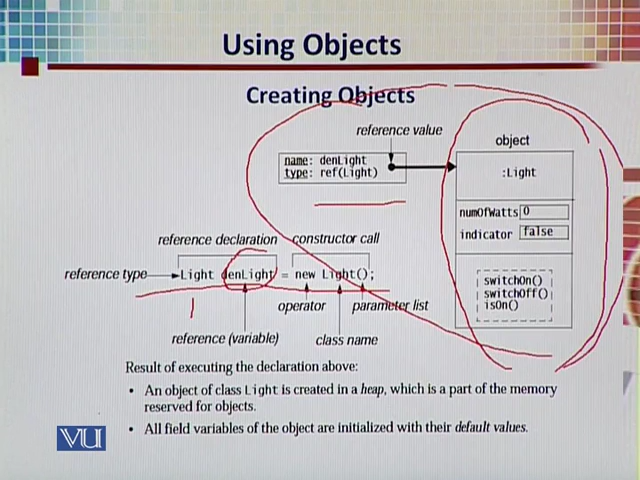 Using Objects
Creating Objects
reference value
object
name: denLight
type: ref(Light)
:Light
numOfWatts 0
indicator false
reference declaration constructor call
reference type Light denLight = new Light();
switchOn()
switchOff()
isOn()
operator parameter list
reference (variable) class name
Result of executing the declaration above:
• An object of class Light is created in a heap, which is a part of the memory
reserved for objects.
• All field variables of the object are initialized with their default values.
VU